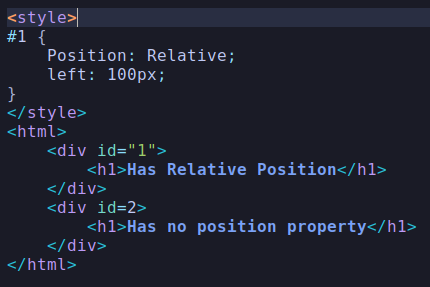 <style>
#1 {
    Position: Relative;
    left: 100px;
}
</style>
<html>
    <div id="1">
        <h1>Has Relative Position</h1>
    </div>
    <div id=2>
        <h1>Has no position property</h1>
    </div>
</html>